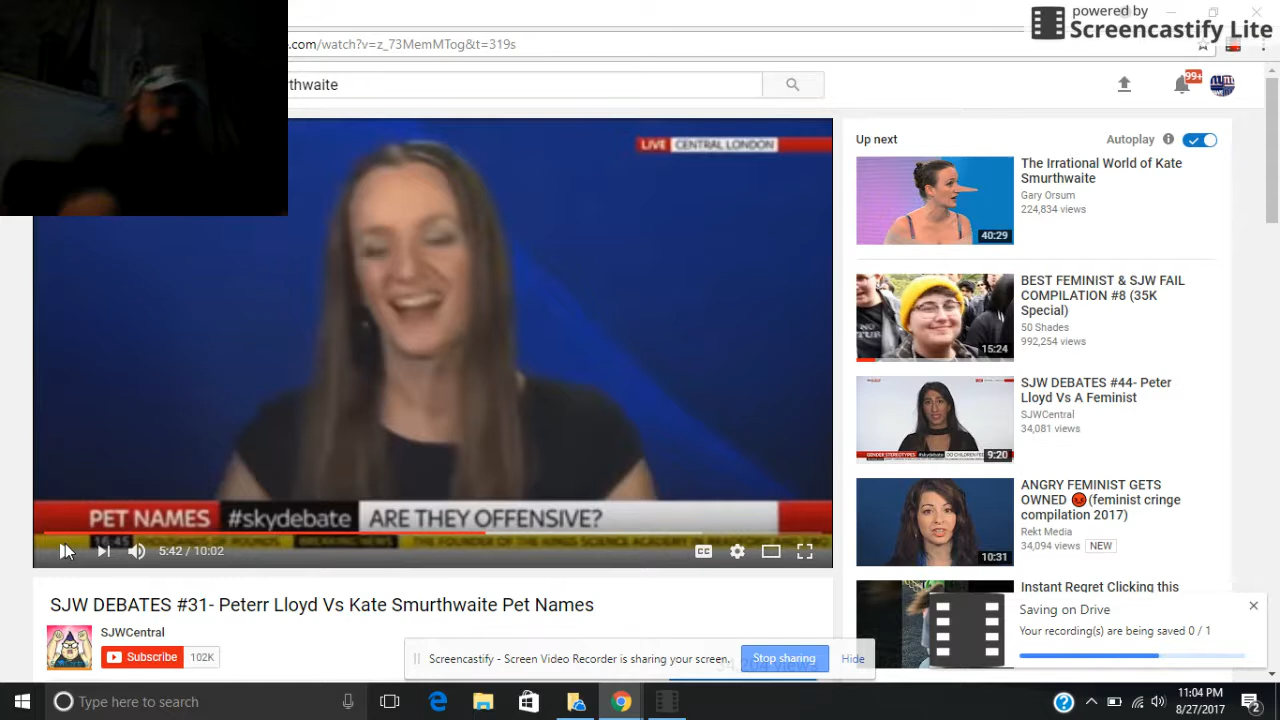 powered by
Screencastify Lite
.com/watch?v=z_73MemMTog&t=319s
thwaite
99+
LIVE CENTRAL LONDON
PET NAMES #skydebate ARE THEY OFFENSIVE?
16:45
5:42 / 10:02
CC
SJW DEBATES #31- Peterr Lloyd Vs Kate Smurthwaite Pet Names
SJWCentral
Subscribe 102K
Up next
Autoplay
The Irrational World of Kate
Smurthwaite
Gary Orsum
224,834 views
40:29
BEST FEMINIST & SJW FAIL
COMPILATION #8 (35K
Special)
50 Shades
992,254 views
15:24
SJW DEBATES #44- Peter
Lloyd Vs A Feminist
SJWCentral
34,081 views
9:20
ANGRY FEMINIST GETS
OWNED 😡(feminist cringe
compilation 2017)
Rekt Media
34,094 views NEW
10:31
Instant Regret Clicking this
Saving on Drive
Your recording(s) are being saved 0 / 1
Screencastify - Screen Video Recorder is sharing your screen.
Stop sharing
Hide
Type here to search
11:04 PM
8/27/2017
2